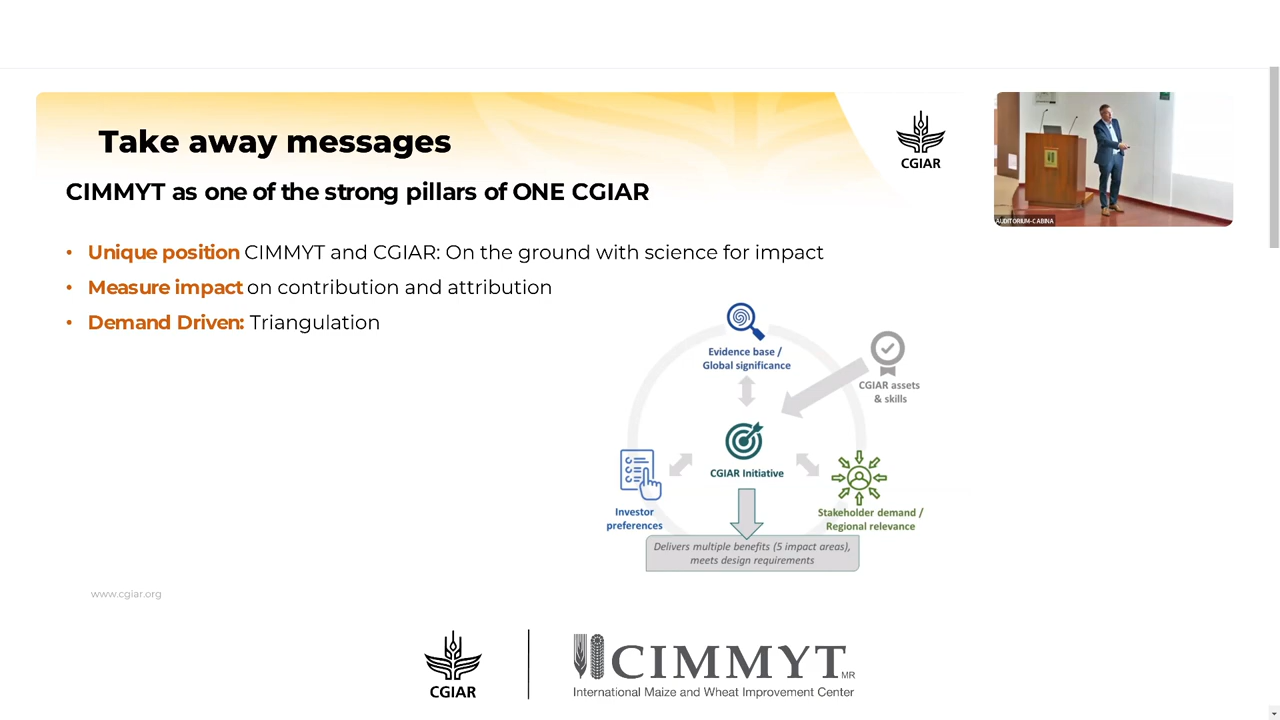 Take away messages
CGIAR
CIMMYT as one of the strong pillars of ONE CGIAR
AUDITORIUM-CABINA
• Unique position CIMMYT and CGIAR: On the ground with science for impact
• Measure impact on contribution and attribution
• Demand Driven: Triangulation
Evidence base /
Global significance
CGIAR assets
& skills
CGIAR Initiative
Investor
preferences
Stakeholder demand /
Regional relevance
Delivers multiple benefits (5 impact areas),
meets design requirements
www.cgiar.org
CGIAR
CIMMYT MR
International Maize and Wheat Improvement Center